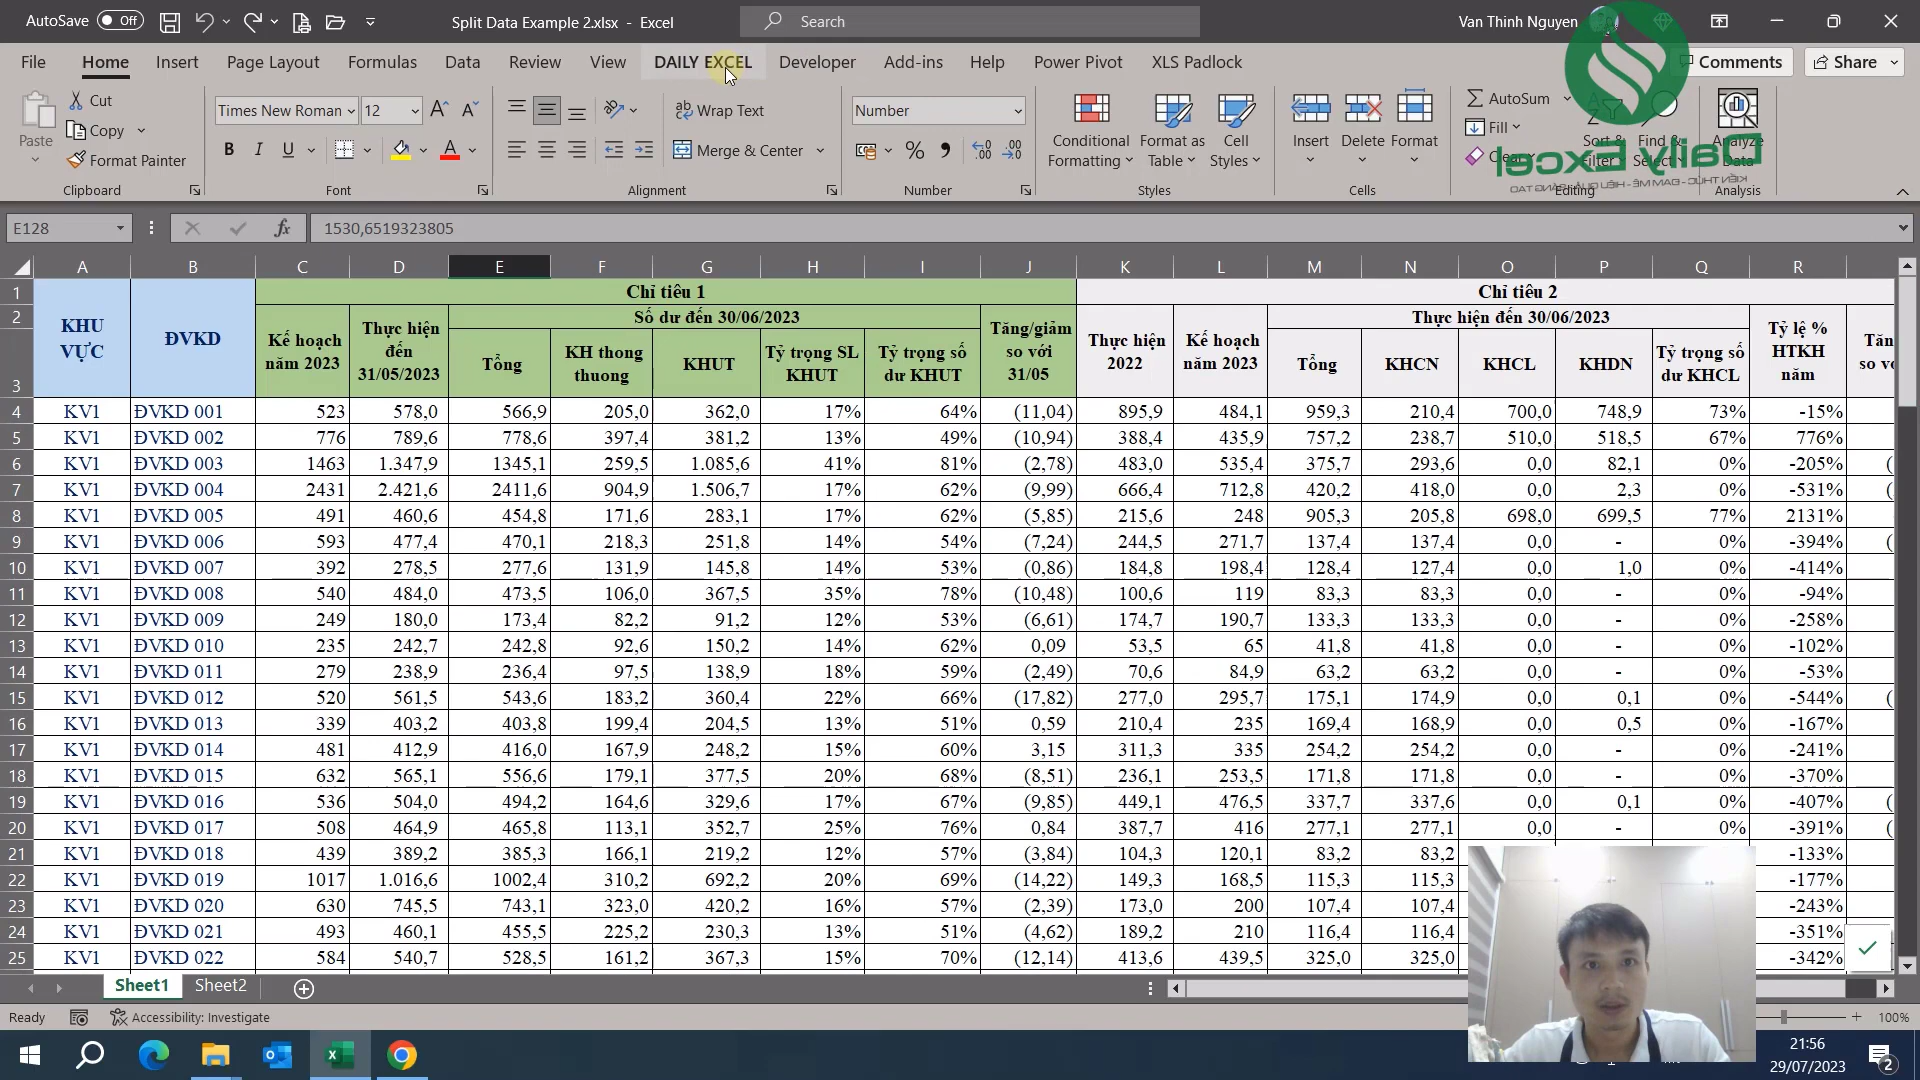 AutoSave Off Split Data Example 2.xlsx - Excel Search Van Thinh Nguyen
File Home Insert Page Layout Formulas Data Review View DAILY EXCEL Developer Add-ins Help Power Pivot XLS Padlock Comments Share
Paste Cut Copy Format Painter
Times New Roman 12 B I U
Wrap Text Merge & Center
Number
Conditional Formatting Format as Table Cell Styles
Insert Delete Format
AutoSum Fill Clear Sort & Filter Find & Select Analyze Data
Daily Excel
Clipboard Font Alignment Number Styles Cells Editing Analysis
E128 fx 1530,6519323805
A B C D E F G H I J K L M N O P Q R
1 KHU VỰC ĐVKD Chỉ tiêu 1 Chỉ tiêu 2
2 Kế hoạch năm 2023 Thực hiện đến 31/05/2023 Số dư đến 30/06/2023 Tăng/giảm so với 31/05 Thực hiện 2022 Kế hoạch năm 2023 Thực hiện đến 30/06/2023 Tỷ lệ % HTKH năm
3 Tổng KH thong thuong KHUT Tỷ trọng SL KHUT Tỷ trọng số dư KHUT Tổng KHCN KHCL KHDN Tỷ trọng số dư KHCL
4 KV1 ĐVKD 001 523 578,0 566,9 205,0 362,0 17% 64% (11,04) 895,9 484,1 959,3 210,4 700,0 748,9 73% -15%
5 KV1 ĐVKD 002 776 789,6 778,6 397,4 381,2 13% 49% (10,94) 388,4 435,9 757,2 238,7 510,0 518,5 67% 776%
6 KV1 ĐVKD 003 1463 1.347,9 1345,1 259,5 1.085,6 41% 81% (2,78) 483,0 535,4 375,7 293,6 0,0 82,1 0% -205% (
7 KV1 ĐVKD 004 2431 2.421,6 2411,6 904,9 1.506,7 17% 62% (9,99) 666,4 712,8 420,2 418,0 0,0 2,3 0% -531% (
8 KV1 ĐVKD 005 491 460,6 454,8 171,6 283,1 17% 62% (5,85) 215,6 248 905,3 205,8 698,0 699,5 77% 2131%
9 KV1 ĐVKD 006 593 477,4 470,1 218,3 251,8 14% 54% (7,24) 244,5 271,7 137,4 137,4 0,0 - 0% -394% (
10 KV1 ĐVKD 007 392 278,5 277,6 131,9 145,8 14% 53% (0,86) 184,8 198,4 128,4 127,4 0,0 1,0 0% -414%
11 KV1 ĐVKD 008 540 484,0 473,5 106,0 367,5 35% 78% (10,48) 100,6 119 83,3 83,3 0,0 - 0% -94%
12 KV1 ĐVKD 009 249 180,0 173,4 82,2 91,2 12% 53% (6,61) 174,7 190,7 133,3 133,3 0,0 - 0% -258%
13 KV1 ĐVKD 010 235 242,7 242,8 92,6 150,2 14% 62% 0,09 53,5 65 41,8 41,8 0,0 - 0% -102%
14 KV1 ĐVKD 011 279 238,9 236,4 97,5 138,9 18% 59% (2,49) 70,6 84,9 63,2 63,2 0,0 - 0% -53%
15 KV1 ĐVKD 012 520 561,5 543,6 183,2 360,4 22% 66% (17,82) 277,0 295,7 175,1 174,9 0,0 0,1 0% -544% (
16 KV1 ĐVKD 013 339 403,2 403,8 199,4 204,5 13% 51% 0,59 210,4 235 169,4 168,9 0,0 0,5 0% -167%
17 KV1 ĐVKD 014 481 412,9 416,0 167,9 248,2 15% 60% 3,15 311,3 335 254,2 254,2 0,0 - 0% -241%
18 KV1 ĐVKD 015 632 565,1 556,6 179,1 377,5 20% 68% (8,51) 236,1 253,5 171,8 171,8 0,0 - 0% -370%
19 KV1 ĐVKD 016 536 504,0 494,2 164,6 329,6 17% 67% (9,85) 449,1 476,5 337,7 337,6 0,0 0,1 0% -407% (
20 KV1 ĐVKD 017 508 464,9 465,8 113,1 352,7 25% 76% 0,84 387,7 416 277,1 277,1 0,0 - 0% -391% (
21 KV1 ĐVKD 018 439 389,2 385,3 166,1 219,2 12% 57% (3,84) 104,3 120,1 83,2 83,2 -133%
22 KV1 ĐVKD 019 1017 1.016,6 1002,4 310,2 692,2 20% 69% (14,22) 149,3 168,5 115,3 115,3 -177%
23 KV1 ĐVKD 020 630 745,5 743,1 323,0 420,2 16% 57% (2,39) 173,0 200 107,4 107,4 -243%
24 KV1 ĐVKD 021 493 460,1 455,5 225,2 230,3 13% 51% (4,62) 189,2 210 116,4 116,4 -351%
25 KV1 ĐVKD 022 584 540,7 528,5 161,2 367,3 15% 70% (12,14) 413,6 439,5 325,0 325,0 -342%
Sheet1 Sheet2
Ready Accessibility: Investigate 100%
21:56
29/07/2023 2